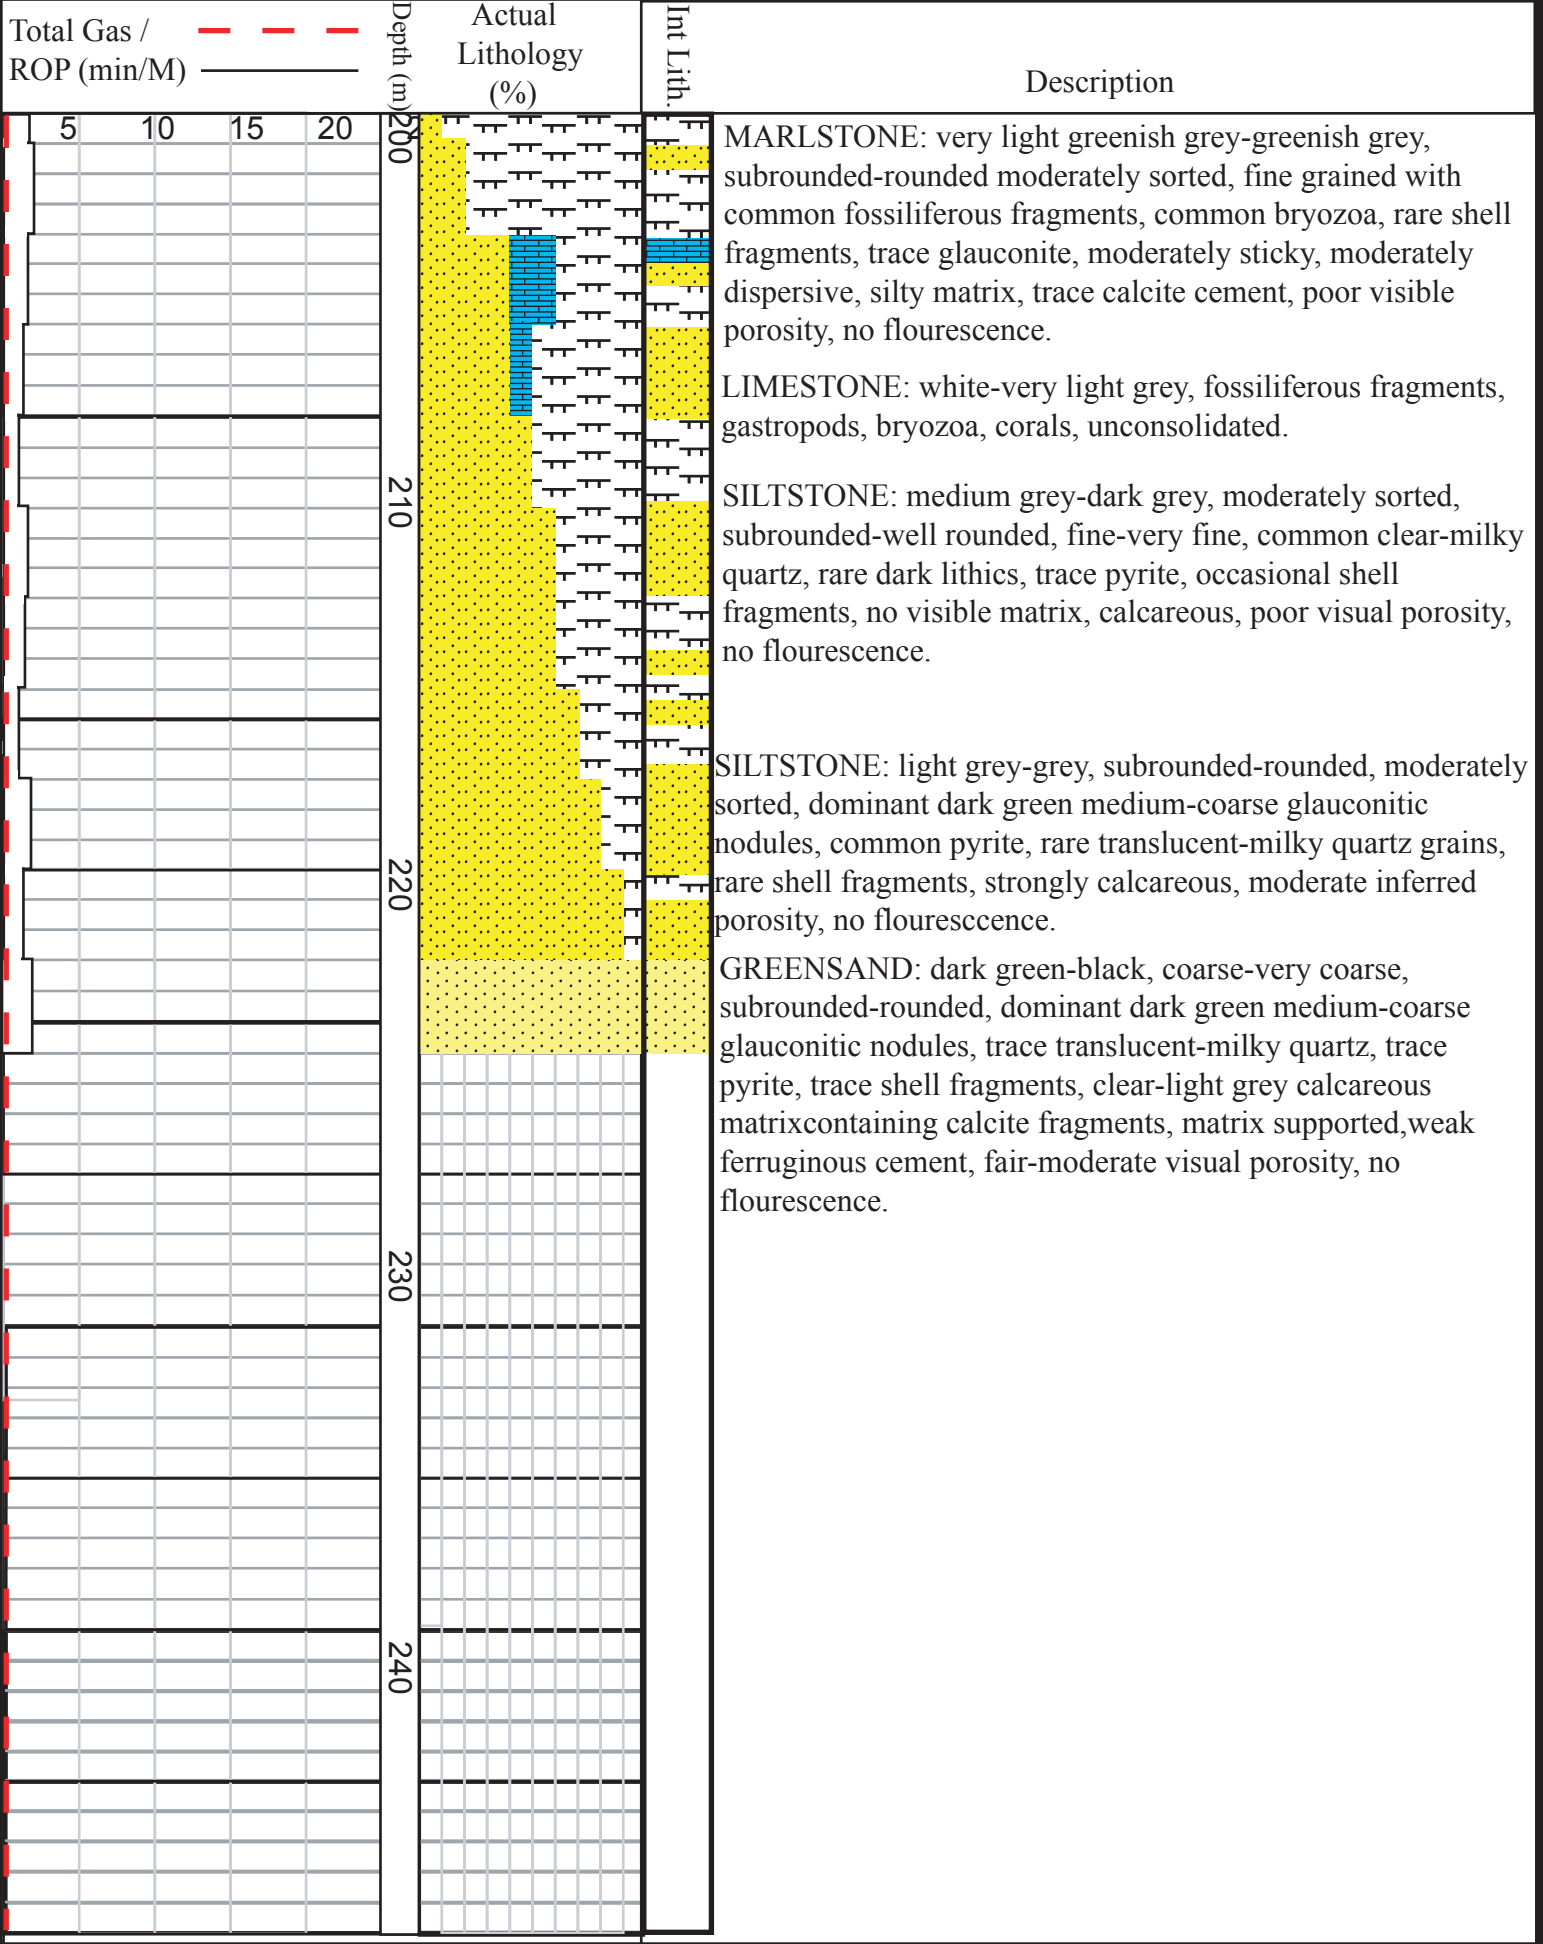 Total Gas /
ROP (min/M)
Depth (m)
Actual
Lithology
(%)
Int Lith.
Description
5 10 15 20
200
210
220
230
240
MARLSTONE: very light greenish grey-greenish grey,
subrounded-rounded moderately sorted, fine grained with
common fossiliferous fragments, common bryozoa, rare shell
fragments, trace glauconite, moderately sticky, moderately
dispersive, silty matrix, trace calcite cement, poor visible
porosity, no flourescence.
LIMESTONE: white-very light grey, fossiliferous fragments,
gastropods, bryozoa, corals, unconsolidated.
SILTSTONE: medium grey-dark grey, moderately sorted,
subrounded-well rounded, fine-very fine, common clear-milky
quartz, rare dark lithics, trace pyrite, occasional shell
fragments, no visible matrix, calcareous, poor visual porosity,
no flourescence.
SILTSTONE: light grey-grey, subrounded-rounded, moderately
sorted, dominant dark green medium-coarse glauconitic
nodules, common pyrite, rare translucent-milky quartz grains,
rare shell fragments, strongly calcareous, moderate inferred
porosity, no flouresccence.
GREENSAND: dark green-black, coarse-very coarse,
subrounded-rounded, dominant dark green medium-coarse
glauconitic nodules, trace translucent-milky quartz, trace
pyrite, trace shell fragments, clear-light grey calcareous
matrixcontaining calcite fragments, matrix supported,weak
ferruginous cement, fair-moderate visual porosity, no
flourescence.